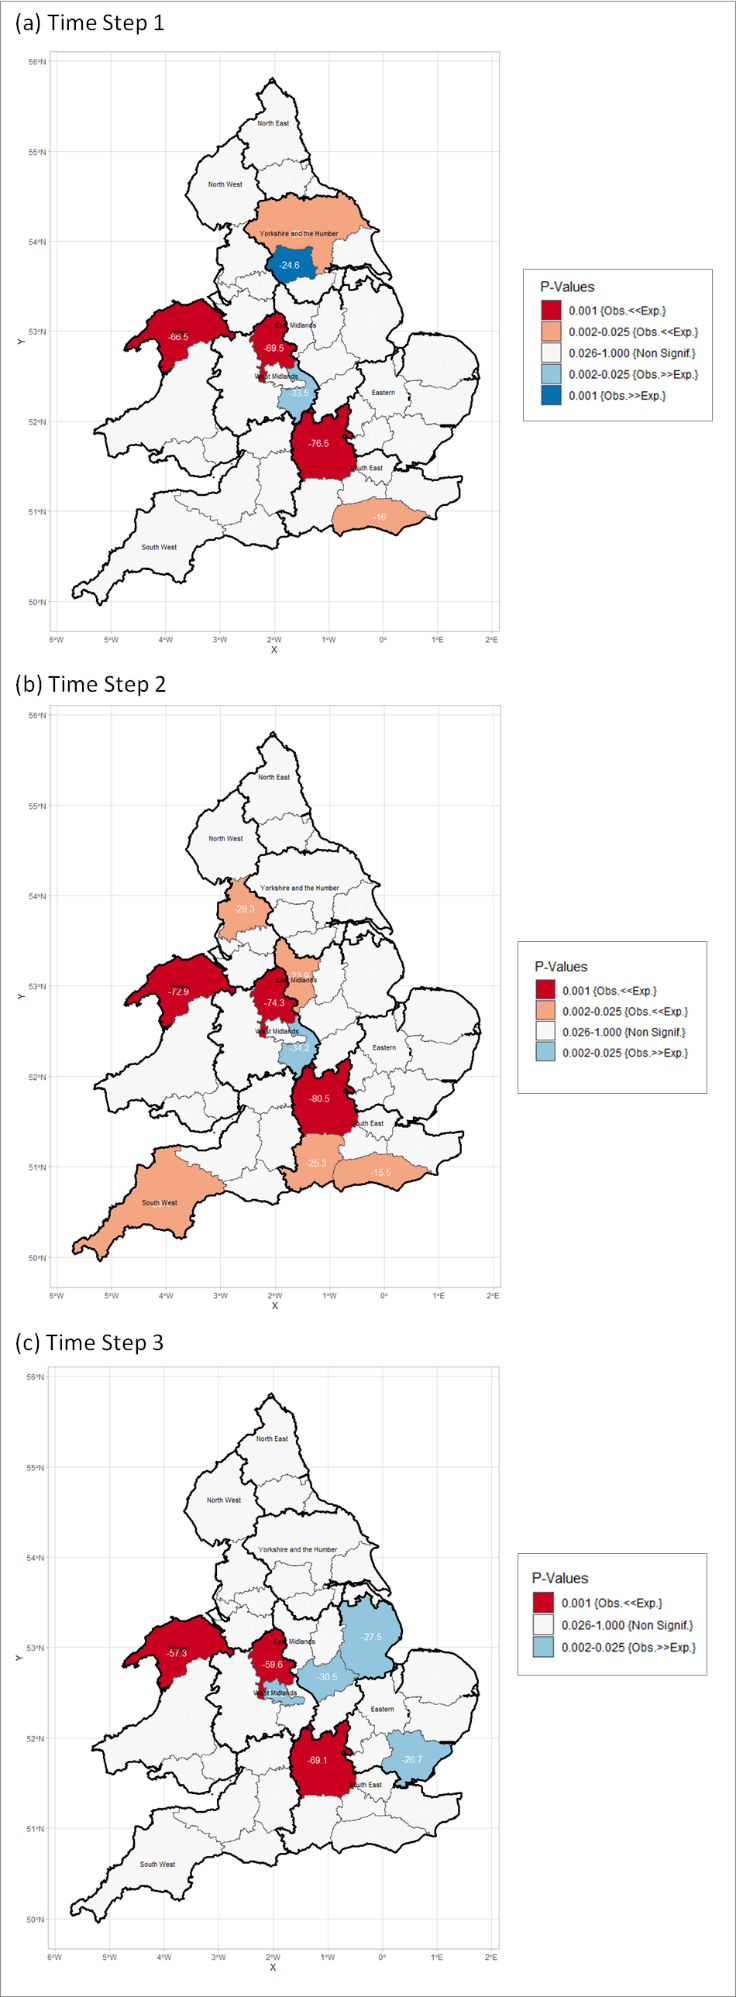 (a) Time Step 1
56°N
55°N
54°N
53°N
52°N
51°N
50°N
Y
North East
North West
Yorkshire and the Humber
-24.6
-66.5
East Midlands
-69.5
West Midlands
-33.5
Eastern
-76.5
South East
-16
South West
6°W
5°W
4°W
3°W
2°W
1°W
0°
1°E
2°E
X
P-Values
0.001 {Obs.<<Exp.}
0.002-0.025 {Obs.<<Exp.}
0.026-1.000 {Non Signif.}
0.002-0.025 {Obs.>>Exp.}
0.001 {Obs.>>Exp.}
(b) Time Step 2
56°N
55°N
54°N
53°N
52°N
51°N
50°N
Y
North East
North West
Yorkshire and the Humber
-29.3
East Midlands
-72.9
-74.3
West Midlands
-34.2
Eastern
-80.5
South East
-25.3
-15.5
South West
6°W
5°W
4°W
3°W
2°W
1°W
0°
1°E
2°E
X
P-Values
0.001 {Obs.<<Exp.}
0.002-0.025 {Obs.<<Exp.}
0.026-1.000 {Non Signif.}
0.002-0.025 {Obs.>>Exp.}
(c) Time Step 3
56°N
55°N
54°N
53°N
52°N
51°N
50°N
Y
North East
North West
Yorkshire and the Humber
-27.5
East Midlands
-57.3
-59.6
-30.5
West Midlands
Eastern
-69.1
-26.7
South East
South West
6°W
5°W
4°W
3°W
2°W
1°W
0°
1°E
2°E
X
P-Values
0.001 {Obs.<<Exp.}
0.026-1.000 {Non Signif.}
0.002-0.025 {Obs.>>Exp.}